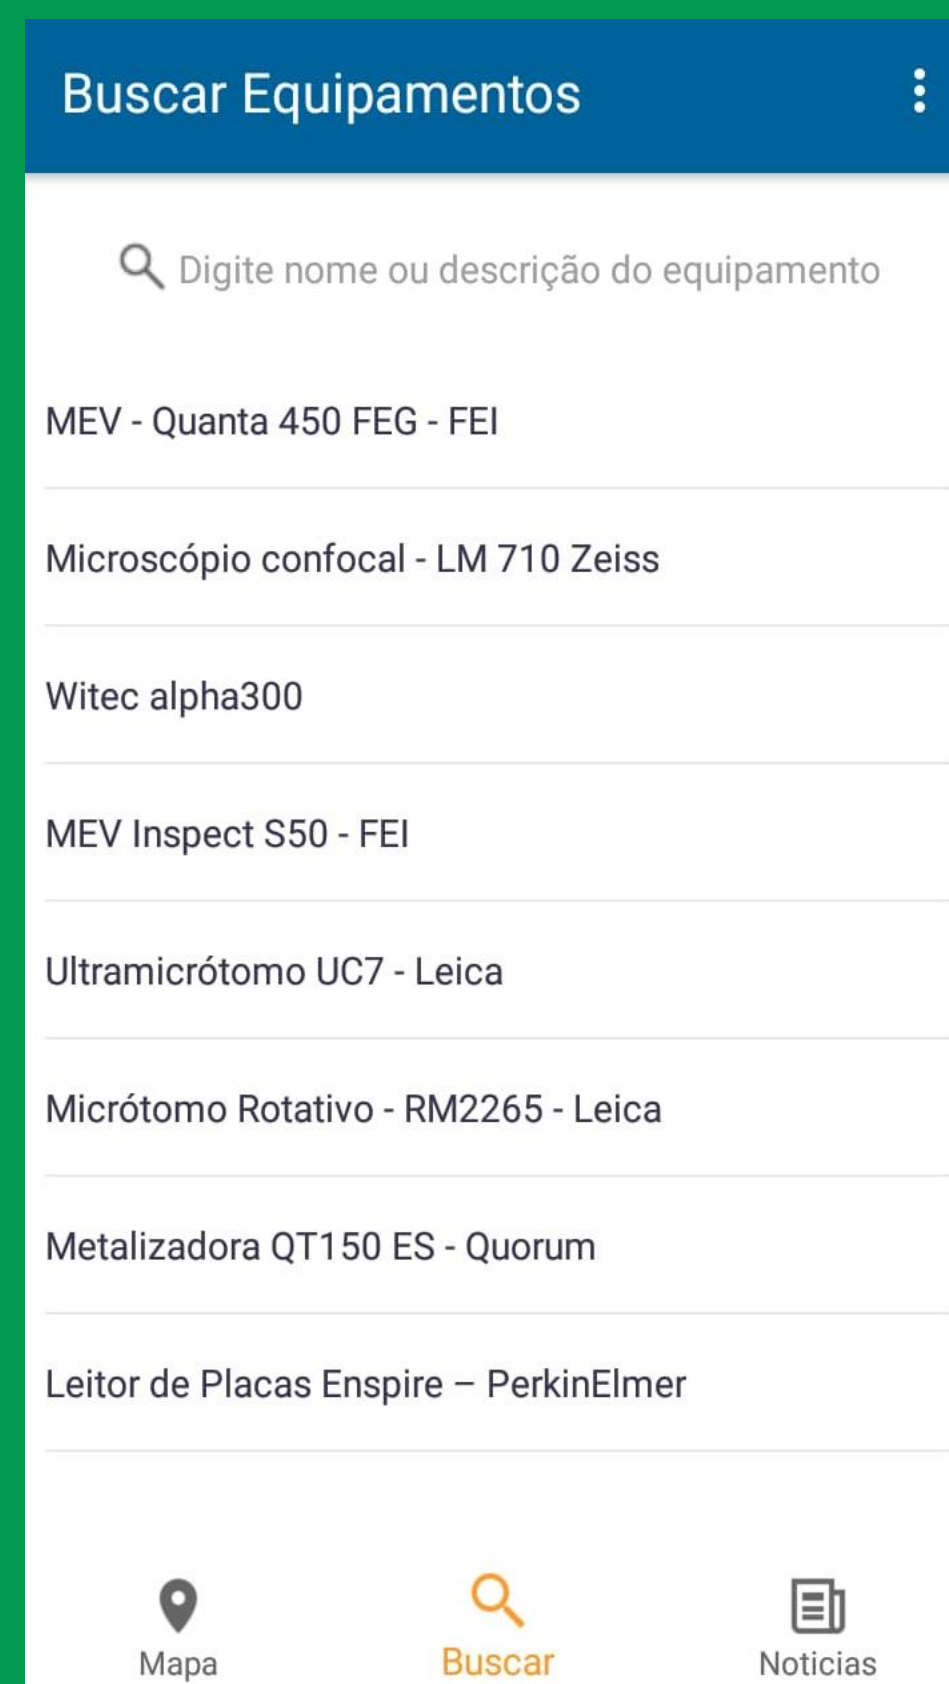 Buscar Equipamentos
Digite nome ou descrição do equipamento
MEV - Quanta 450 FEG - FEI
Microscópio confocal - LM 710 Zeiss
Witec alpha300
MEV Inspect S50 - FEI
Ultramicrótomo UC7 - Leica
Micrótomo Rotativo - RM2265 - Leica
Metalizadora QT150 ES - Quorum
Leitor de Placas Enspire – PerkinElmer
Mapa
Buscar
Noticias